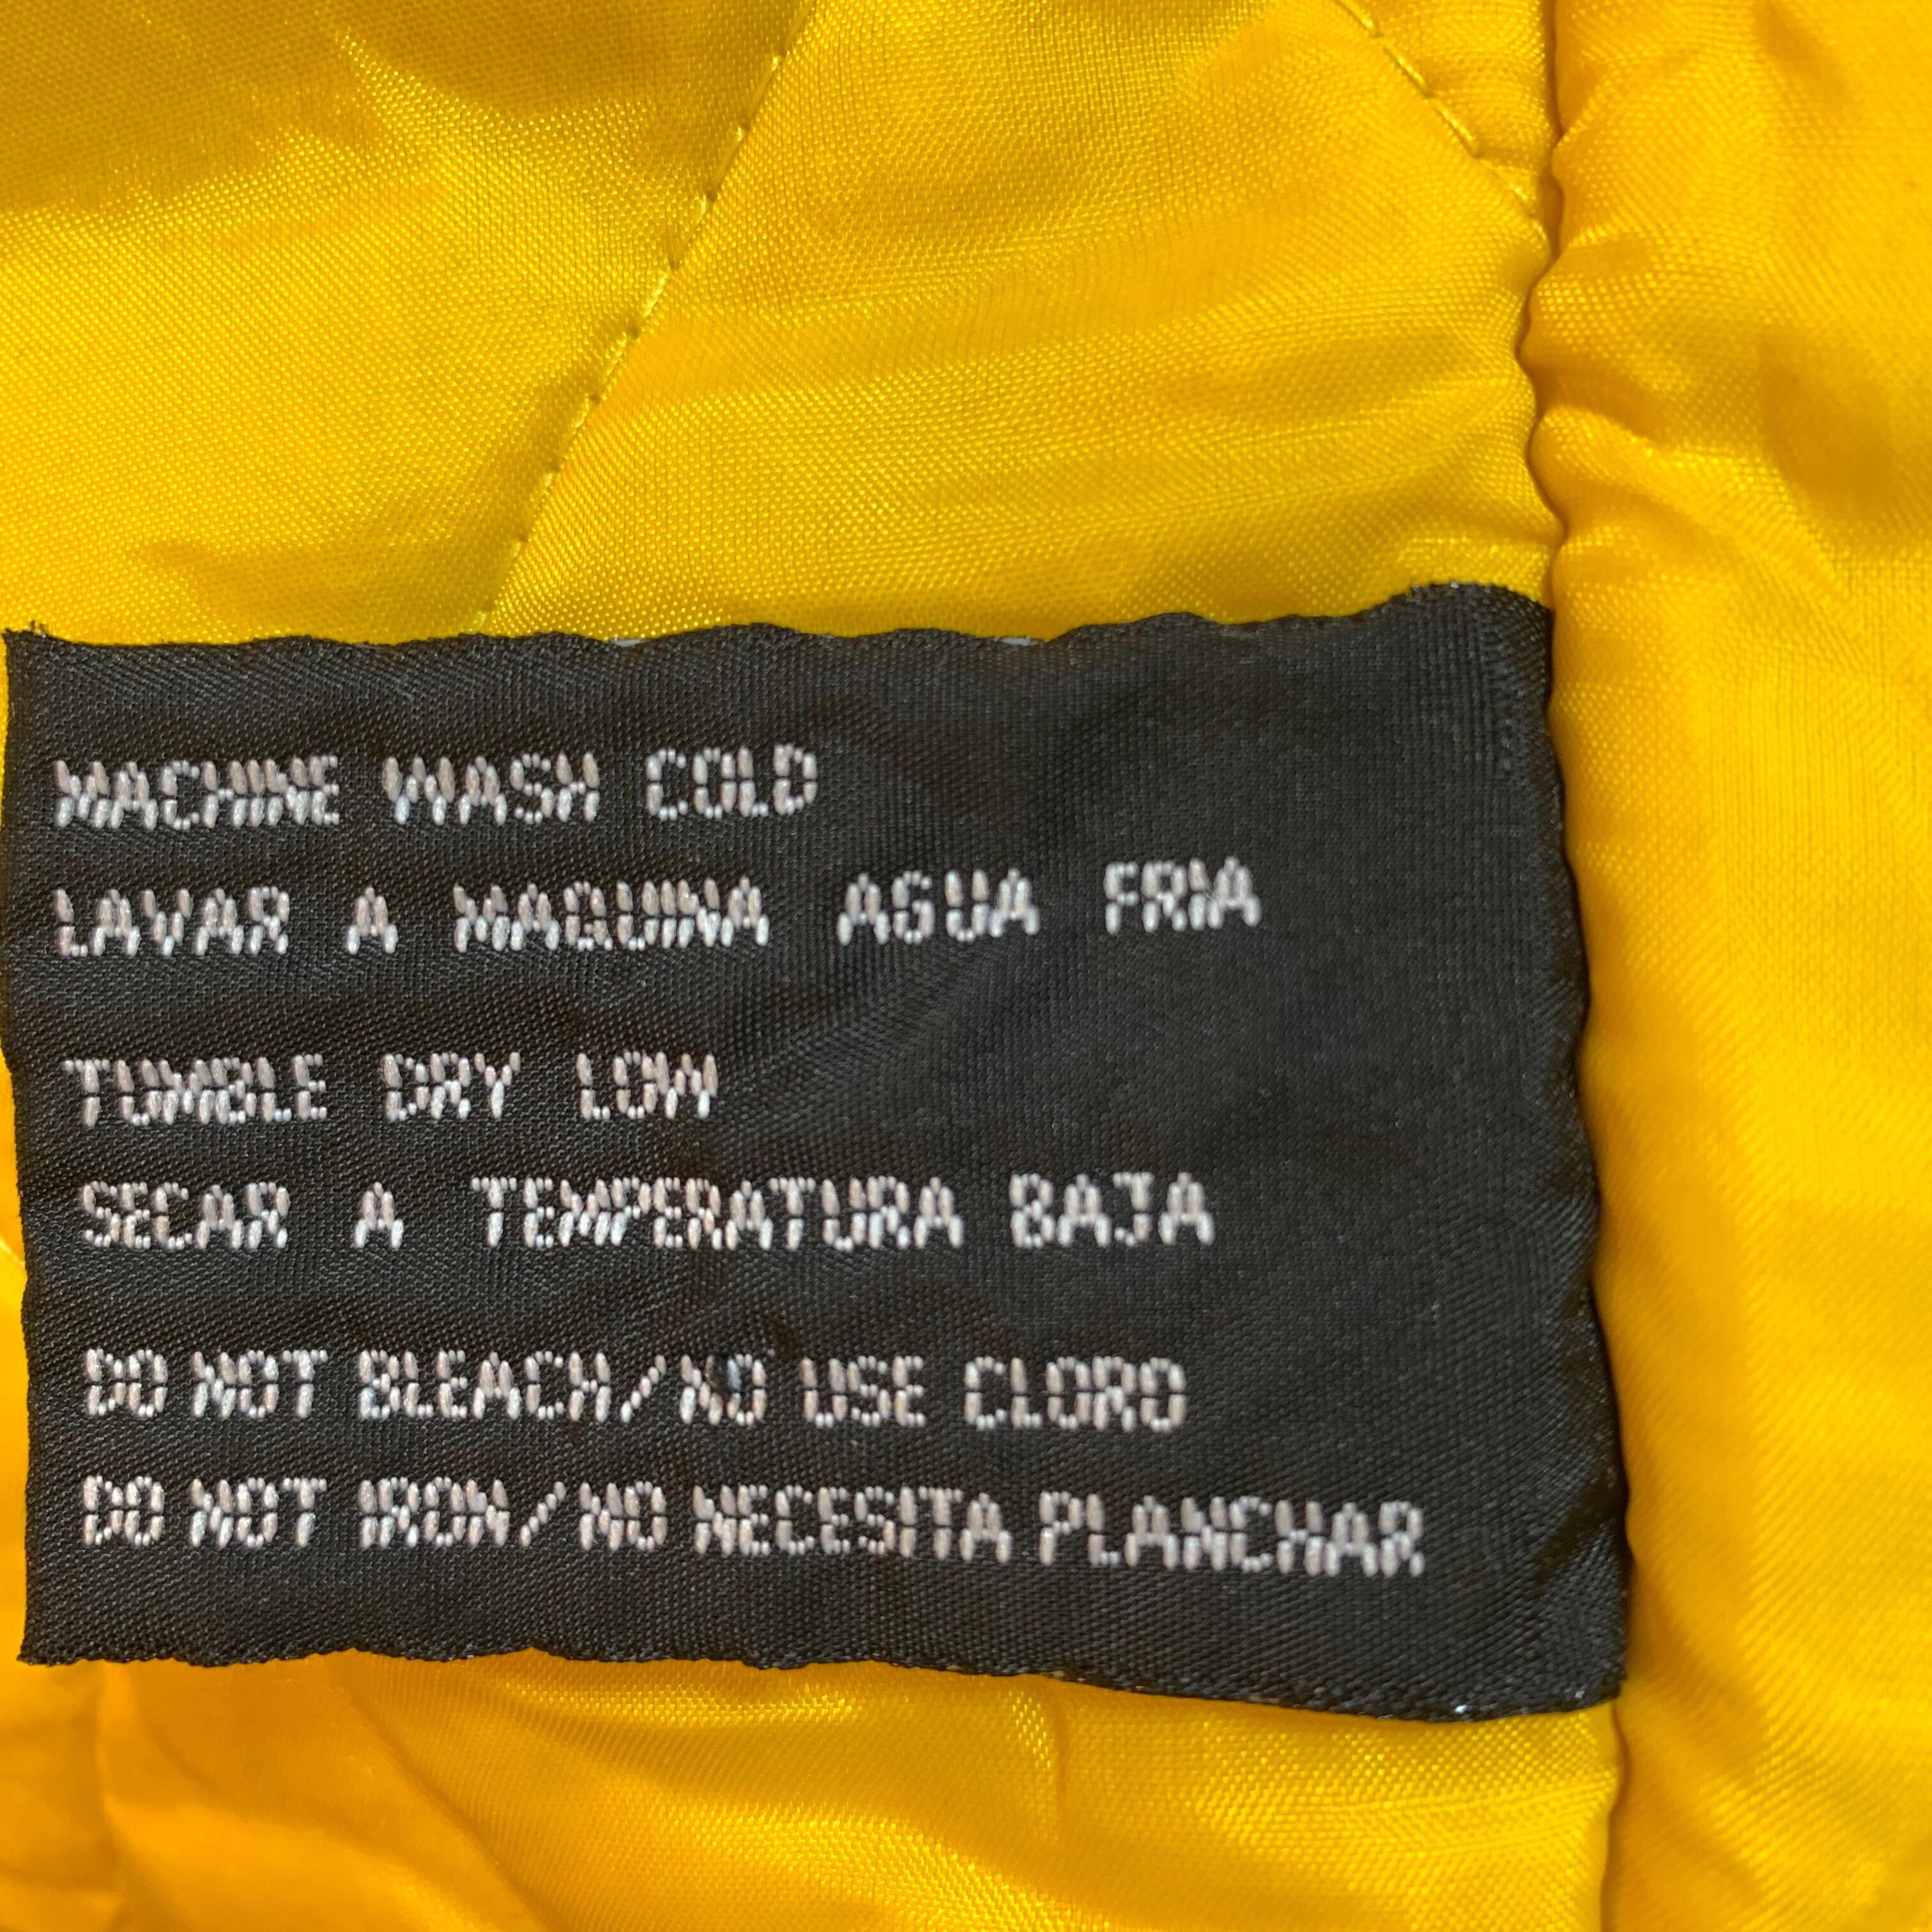 MACHINE WASH COLD
LAVAR A MAQUINA AGUA FRIA
TUMBLE DRY LOW
SECAR A TEMPERATURA BAJA
DO NOT BLEACH/NO USE CLORO
DO NOT IRON/NO NECESITA PLANCHAR